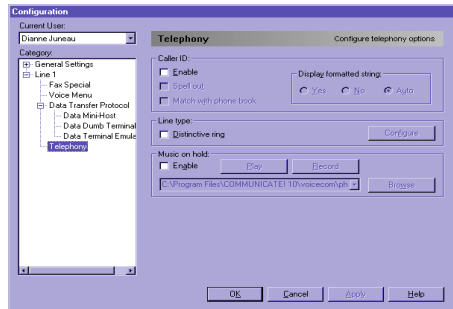 Configuration
Current User:
Dianne Juneau
Telephony
Configure telephony options
Category:
General Settings
Line 1
Fax Special
Voice Menu
Data Transfer Protocol
Data Mini-Host
Data Dumb Terminal
Data Terminal Emula
Telephony
Caller ID:
Enable
Spell out
Match with phone book
Display formatted string:
Yes No Auto
Line type:
Distinctive ring
Configure
Music on hold:
Enable Play Record
C:\Program Files\COMMUNICATE! 10\voicecom\ph
Browse
OK Cancel Apply Help